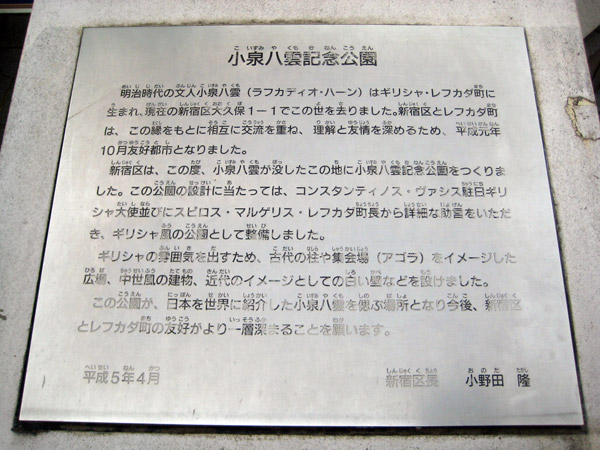 小泉八雲記念公園
明治時代の文人小泉八雲（ラフカディオ・ハーン）はギリシャ・レフカダ町に
生まれ、現在の新宿区大久保1－1でこの世を去りました。新宿区とレフカダ町
は、この縁をもとに相互に交流を重ね、理解と友情を深めるため、平成元年
10月友好都市となりました。
新宿区は、この度、小泉八雲が没したこの地に小泉八雲記念公園をつくりま
した。この公園の設計に当たっては、コンスタンティノス・ヴァシス駐日ギリ
シャ大使並びにスピロス・マルゲリス・レフカダ町長から詳細な助言をいただ
き、ギリシャ風の公園として整備しました。
ギリシャの雰囲気を出すため、古代の柱や集会場（アゴラ）をイメージした
広場、中世風の建物、近代のイメージとしての白い壁などを設けました。
この公園が、日本を世界に紹介した小泉八雲を偲ぶ場所となり今後、新宿区
とレフカダ町の友好がより一層深まることを願います。
平成5年4月 新宿区長 小野田 隆